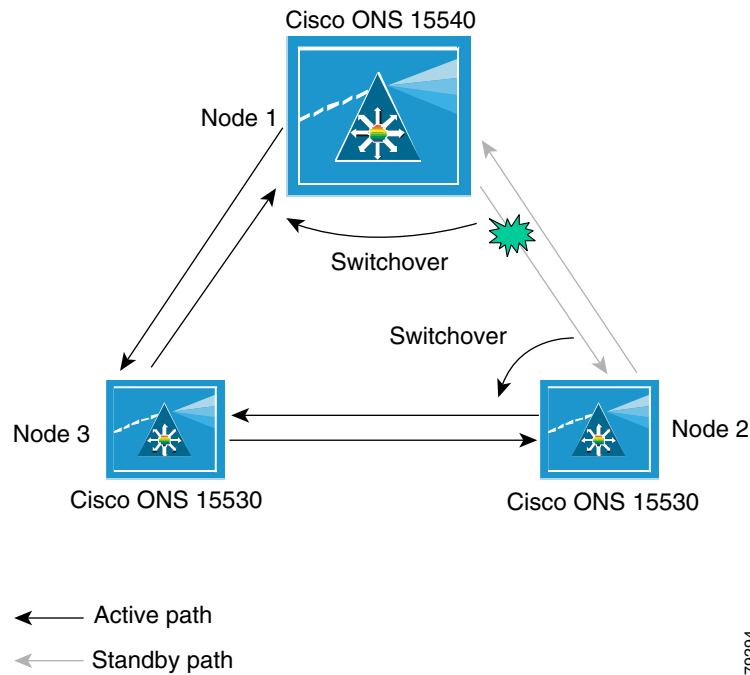 Cisco ONS 15540
Node 1
Switchover
Switchover
Node 3
Node 2
Cisco ONS 15530
Cisco ONS 15530
Active path
Standby path